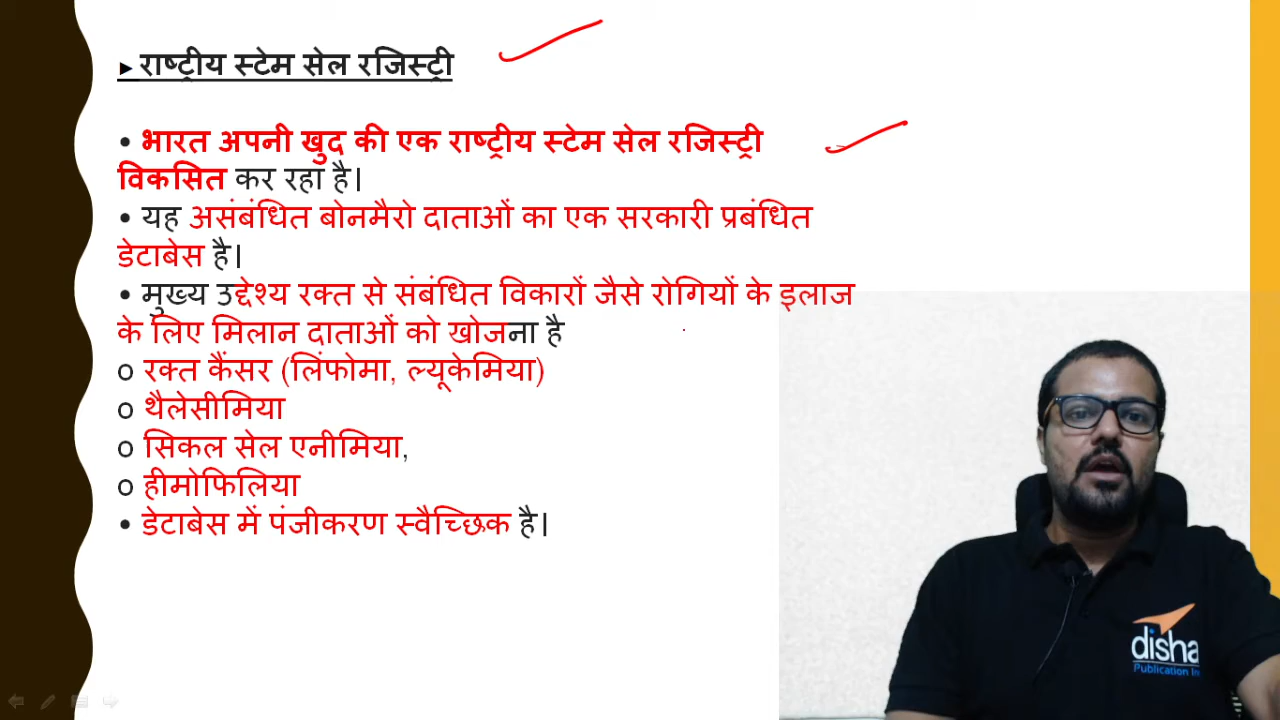 ► राष्ट्रीय स्टेम सेल रजिस्ट्री
• भारत अपनी खुद की एक राष्ट्रीय स्टेम सेल रजिस्ट्री
विकसित कर रहा है।
• यह असंबंधित बोनमैरो दाताओं का एक सरकारी प्रबंधित
डेटाबेस है।
• मुख्य उद्देश्य रक्त से संबंधित विकारों जैसे रोगियों के इलाज
के लिए मिलान दाताओं को खोजना है
o रक्त कैंसर (लिंफोमा, ल्यूकेमिया)
o थैलेसीमिया
o सिकल सेल एनीमिया,
o हीमोफिलिया
• डेटाबेस में पंजीकरण स्वैच्छिक है।
disha
Publication In